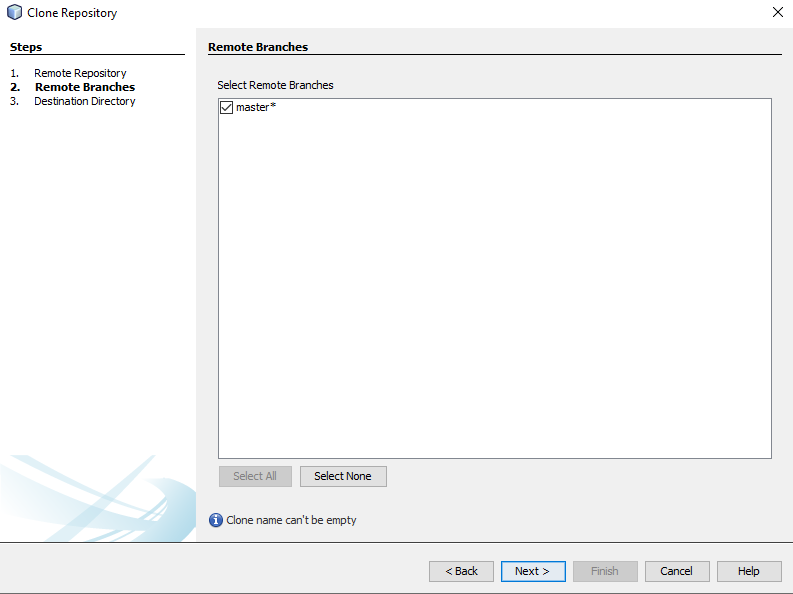 Clone Repository
Steps
1. Remote Repository
2. Remote Branches
3. Destination Directory
Remote Branches
Select Remote Branches
master*
Select All
Select None
Clone name can't be empty
< Back
Next >
Finish
Cancel
Help